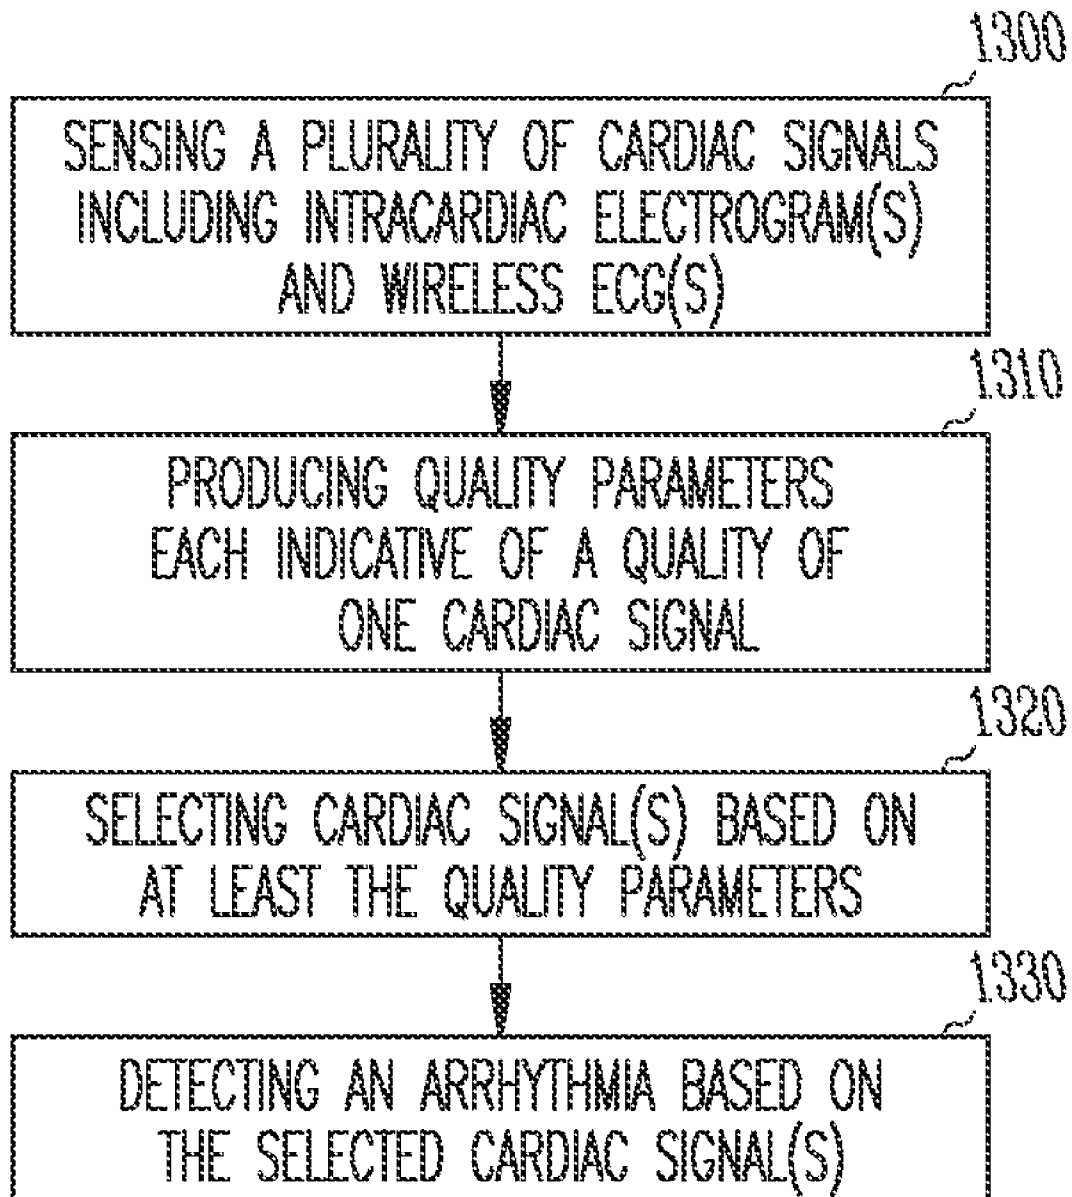 1300
SENSING A PLURALITY OF CARDIAC SIGNALS
INCLUDING INTRACARDIAC ELECTROGRAM(S)
AND WIRELESS ECG(S)
1310
PRODUCING QUALITY PARAMETERS
EACH INDICATIVE OF A QUALITY OF
ONE CARDIAC SIGNAL
1320
SELECTING CARDIAC SIGNAL(S) BASED ON
AT LEAST THE QUALITY PARAMETERS
1330
DETECTING AN ARRHYTHMIA BASED ON
THE SELECTED CARDIAC SIGNAL(S)